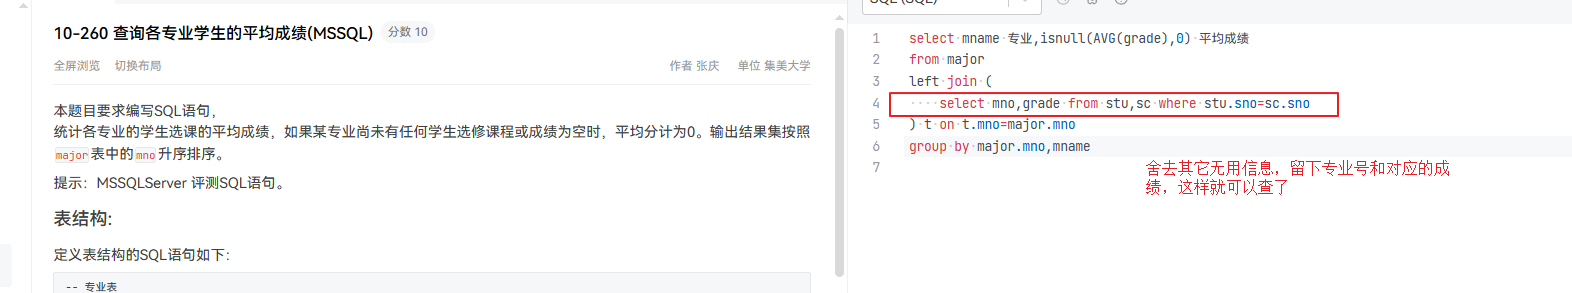 SQL (SQL)
10-260 查询各专业学生的平均成绩(MSSQL) 分数 10
全屏浏览 切换布局 作者 张庆 单位 集美大学
本题目要求编写SQL语句,
统计各专业的学生选课的平均成绩，如果某专业尚未有任何学生选修课程或成绩为空时，平均分计为0。输出结果集按照
major表中的mno升序排序。
提示：MSSQLServer 评测SQL语句。
表结构:
定义表结构的SQL语句如下：
-- 专业表
1 select mname 专业,isnull(AVG(grade),0) 平均成绩
2 from major
3 left join (
4 select mno,grade from stu,sc where stu.sno=sc.sno
5 ) t on t.mno=major.mno
6 group by major.mno,mname
7
舍去其它无用信息，留下专业号和对应的成
绩，这样就可以查了